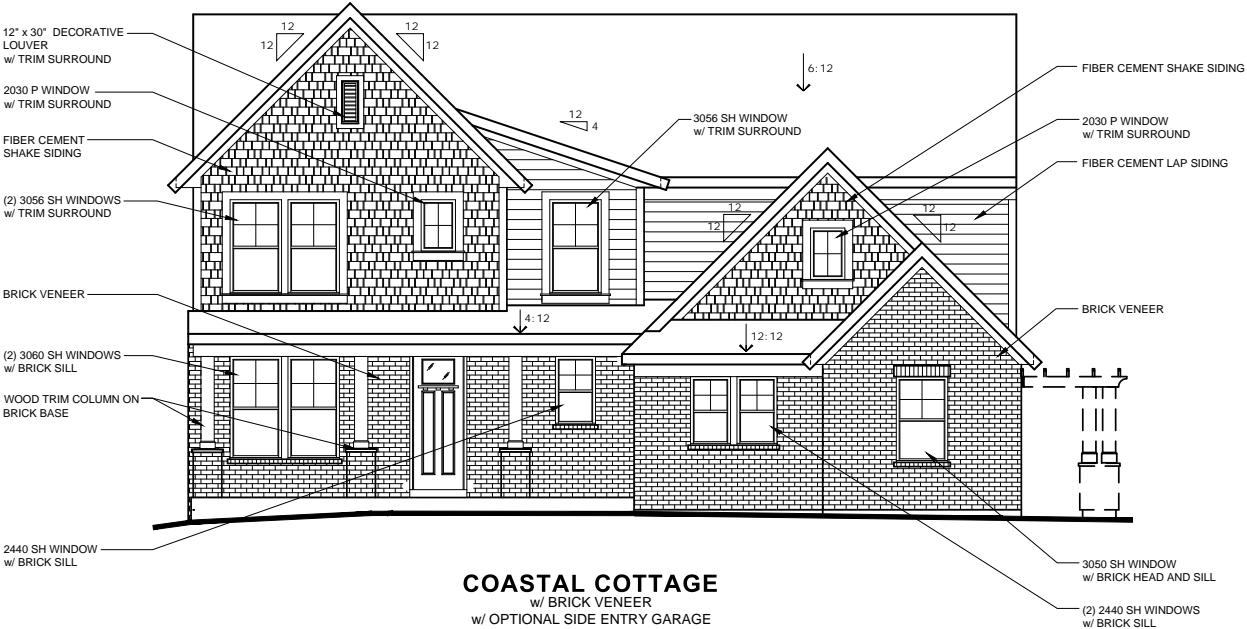 12" x 30" DECORATIVE
LOUVER
w/ TRIM SURROUND
2030 P WINDOW
w/ TRIM SURROUND
FIBER CEMENT
SHAKE SIDING
(2) 3056 SH WINDOWS
w/ TRIM SURROUND
BRICK VENEER
(2) 3060 SH WINDOWS
w/ BRICK SILL
WOOD TRIM COLUMN ON
BRICK BASE
2440 SH WINDOW
w/ BRICK SILL
12
12
12
12
12
4
3056 SH WINDOW
w/ TRIM SURROUND
6:12
12
12
12
12
4:12
12:12
FIBER CEMENT SHAKE SIDING
2030 P WINDOW
w/ TRIM SURROUND
FIBER CEMENT LAP SIDING
BRICK VENEER
3050 SH WINDOW
w/ BRICK HEAD AND SILL
(2) 2440 SH WINDOWS
w/ BRICK SILL
COASTAL COTTAGE
w/ BRICK VENEER
w/ OPTIONAL SIDE ENTRY GARAGE